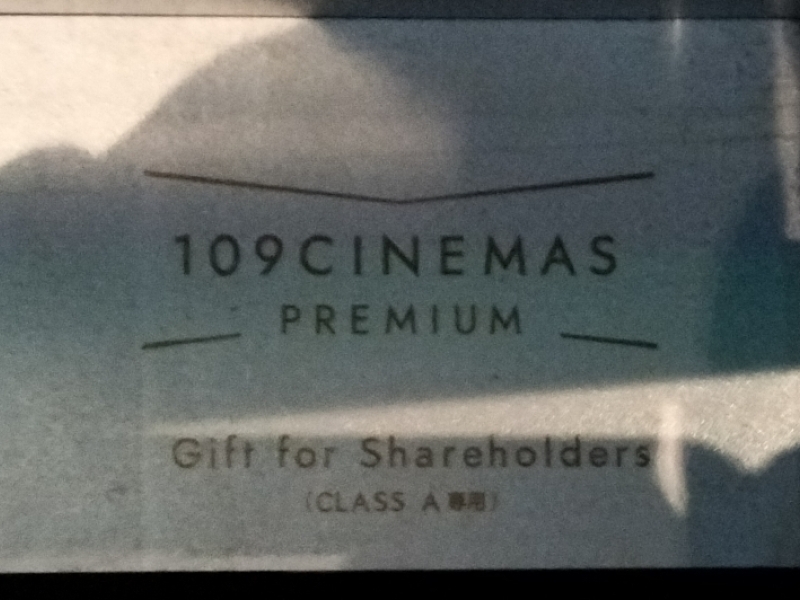 109CINEMAS
PREMIUM
Gift for Shareholders
(CLASS A専用)